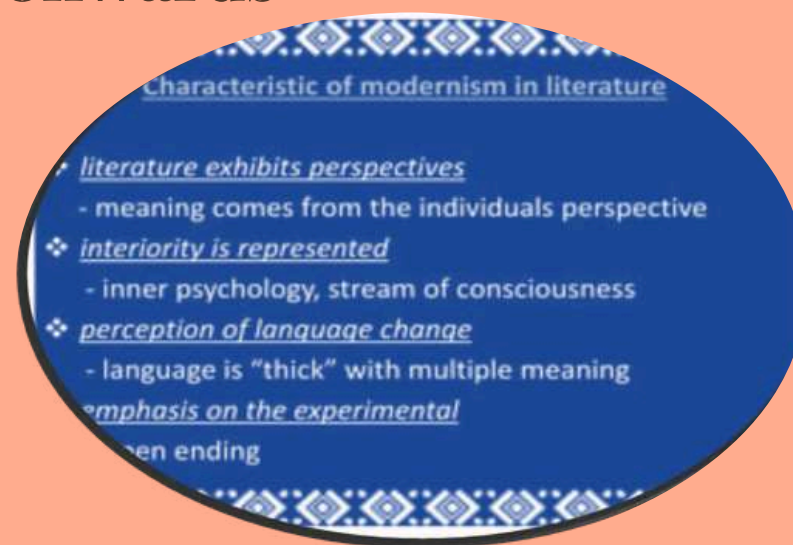 Characteristic of modernism in literature
❖ literature exhibits perspectives
- meaning comes from the individuals perspective
❖ interiority is represented
- inner psychology, stream of consciousness
❖ perception of language change
- language is “thick” with multiple meaning
emphasis on the experimental
ending